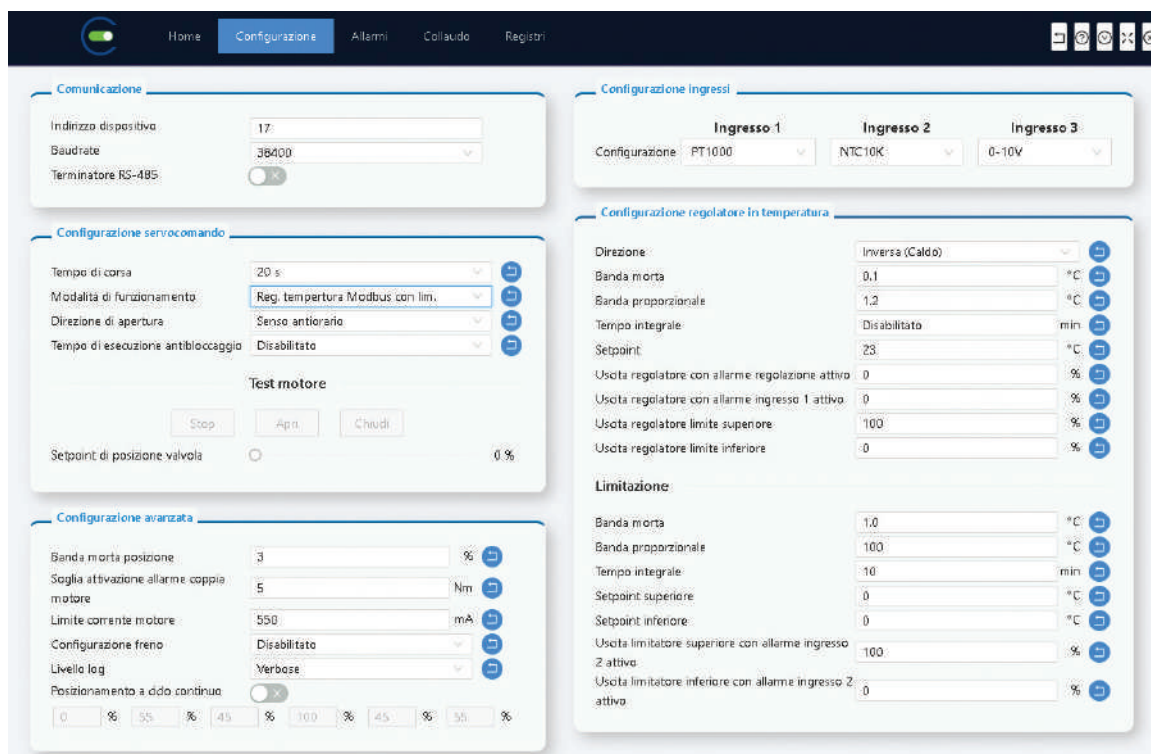 Home Configurazione Allarmi Collaudo Registri
Comunicazione
Indirizzo dispositivo 17
Baudrate 38400
Terminatore RS-485
Configurazione servocomando
Tempo di corsa 20 s
Modalità di funzionamento Reg. tempertura Modbus con lim.
Direzione di apertura Senso antiorario
Tempo di esecuzione antibloccaggio Disabilitato
Test motore
Stop Apri Chiudi
Setpoint di posizione valvola 0 %
Configurazione avanzata
Banda morta posizione 3 %
Soglia attivazione allarme coppia
motore 5 Nm
Limite corrente motore 550 mA
Configurazione freno Disabilitato
Livello log Verbose
Posizionamento a ciclo continuo
0 % 55 % 45 % 100 % 45 % 55 %
Configurazione ingressi
Ingresso 1 Ingresso 2 Ingresso 3
Configurazione PT1000 NTC10K 0-10V
Configurazione regolatore in temperatura
Direzione Inversa (Caldo)
Banda morta 0.1 °C
Banda proporzionale 1.2 °C
Tempo integrale Disabilitato min
Setpoint 23 °C
Uscita regolatore con allarme regolazione attivo 0 %
Uscita regolatore con allarme ingresso 1 attivo 0 %
Uscita regolatore limite superiore 100 %
Uscita regolatore limite inferiore 0 %
Limitazione
Banda morta 1.0 °C
Banda proporzionale 100 °C
Tempo integrale 10 min
Setpoint superiore 0 °C
Setpoint inferiore 0 °C
Uscita limitatore superiore con allarme ingresso
2 attivo 100 %
Uscita limitatore inferiore con allarme ingresso 2
attivo 0 %